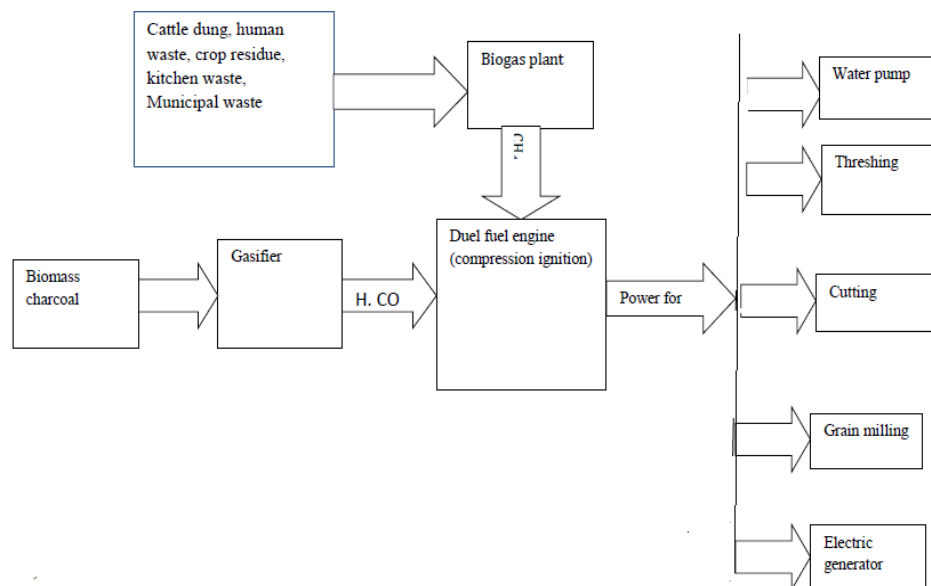 Cattle dung, human
waste, crop residue,
kitchen waste,
Municipal waste
Biogas plant
CH₄
Water pump
Threshing
Biomass
charcoal
Gasifier
H. CO
Duel fuel engine
(compression ignition)
Power for
Cutting
Grain milling
Electric
generator